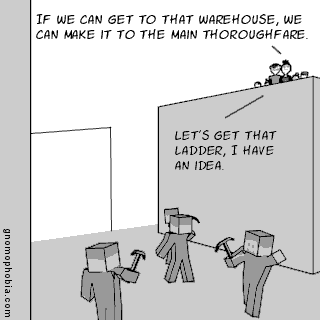 IF WE CAN GET TO THAT WAREHOUSE, WE
CAN MAKE IT TO THE MAIN THOROUGHFARE.
LET'S GET THAT
LADDER, I HAVE
AN IDEA.
gnomophobia.com